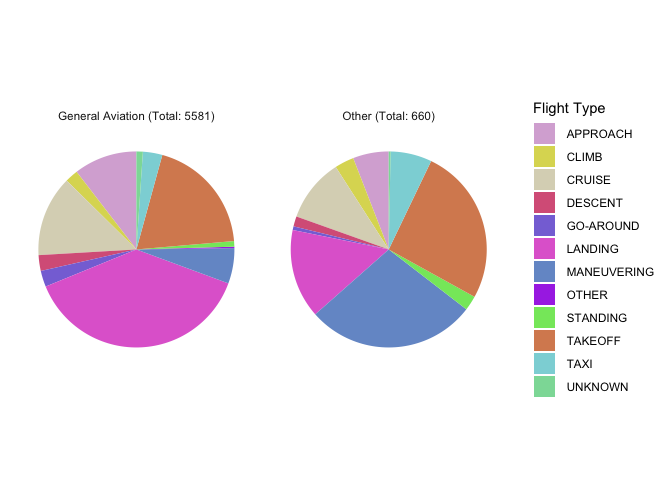 General Aviation (Total: 5581)
Other (Total: 660)
Flight Type
APPROACH
CLIMB
CRUISE
DESCENT
GO-AROUND
LANDING
MANEUVERING
OTHER
STANDING
TAKEOFF
TAXI
UNKNOWN